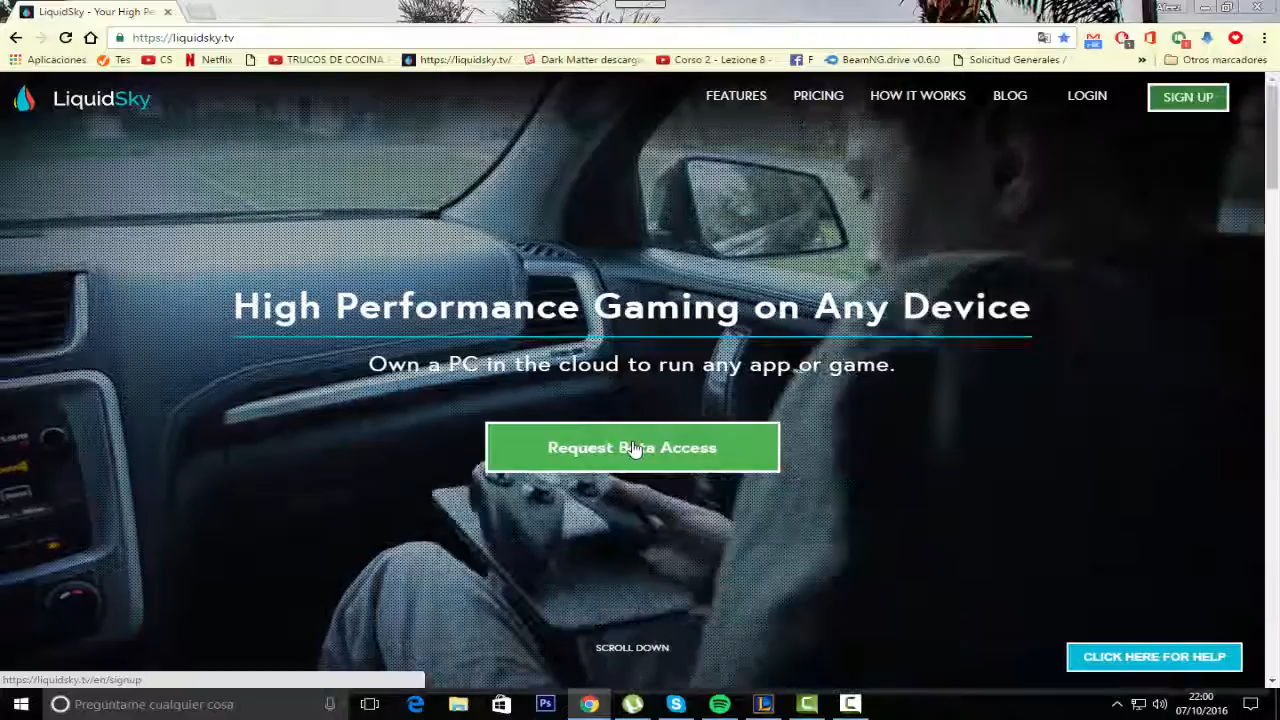 LiquidSky - Your High Pe
https://liquidsky.tv
Aplicaciones
Tes
CS
Netflix
TRUCOS DE COCINA
https://liquidsky.tv/
Dark Matter descarga
Corso 2 - Lezione 8 -
F
BeamNG.drive v0.6.0
Solicitud Generales /
»
Otros marcadores
LiquidSky
FEATURES
PRICING
HOW IT WORKS
BLOG
LOGIN
SIGN UP
High Performance Gaming on Any Device
Own a PC in the cloud to run any app or game.
Request Beta Access
SCROLL DOWN
CLICK HERE FOR HELP
https://liquidsky.tv/en/signup
Pregúntame cualquier cosa
Ps
22:00
07/10/2016